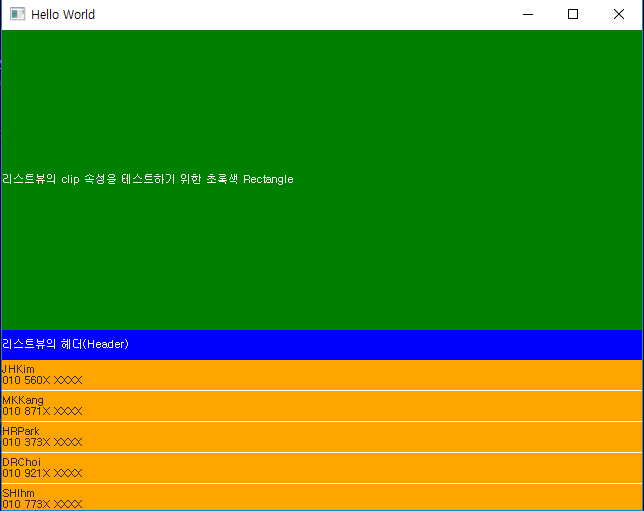 Hello World
리스트뷰의 clip 속성을 테스트하기 위한 초록색 Rectangle
리스트뷰의 헤더(Header)
JHKim
010 560X XXXX
MKKang
010 871X XXXX
HRPark
010 373X XXXX
DRChoi
010 921X XXXX
SHIhm
010 773X XXXX